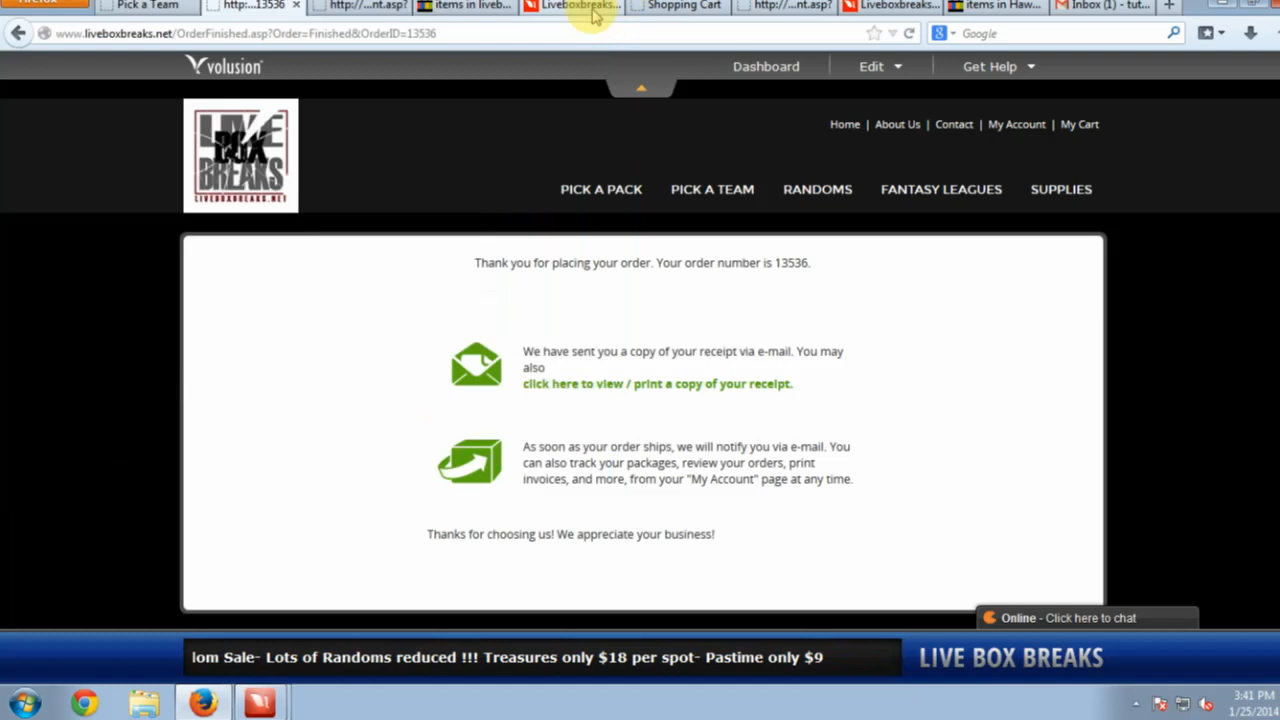 Pick a Team
http:...13536
http://...nt.asp?
items in liveb...
Liveboxbreaks...
Shopping Cart
http://...nt.asp?
Liveboxbreaks...
items in Haw...
Inbox (1) - tut...
www.liveboxbreaks.net/OrderFinished.asp?Order=Finished&OrderID=13536
Google
volusion
Dashboard
Edit
Get Help
LIVE BOX BREAKS
LIVEBOXBREAKS.NET
Home | About Us | Contact | My Account | My Cart
PICK A PACK
PICK A TEAM
RANDOMS
FANTASY LEAGUES
SUPPLIES
Thank you for placing your order. Your order number is 13536.
We have sent you a copy of your receipt via e-mail. You may
also
click here to view / print a copy of your receipt.
As soon as your order ships, we will notify you via e-mail. You
can also track your packages, review your orders, print
invoices, and more, from your "My Account" page at any time.
Thanks for choosing us! We appreciate your business!
Online - Click here to chat
lom Sale- Lots of Randoms reduced !!! Treasures only $18 per spot- Pastime only $9
LIVE BOX BREAKS
3:41 PM
1/25/2014